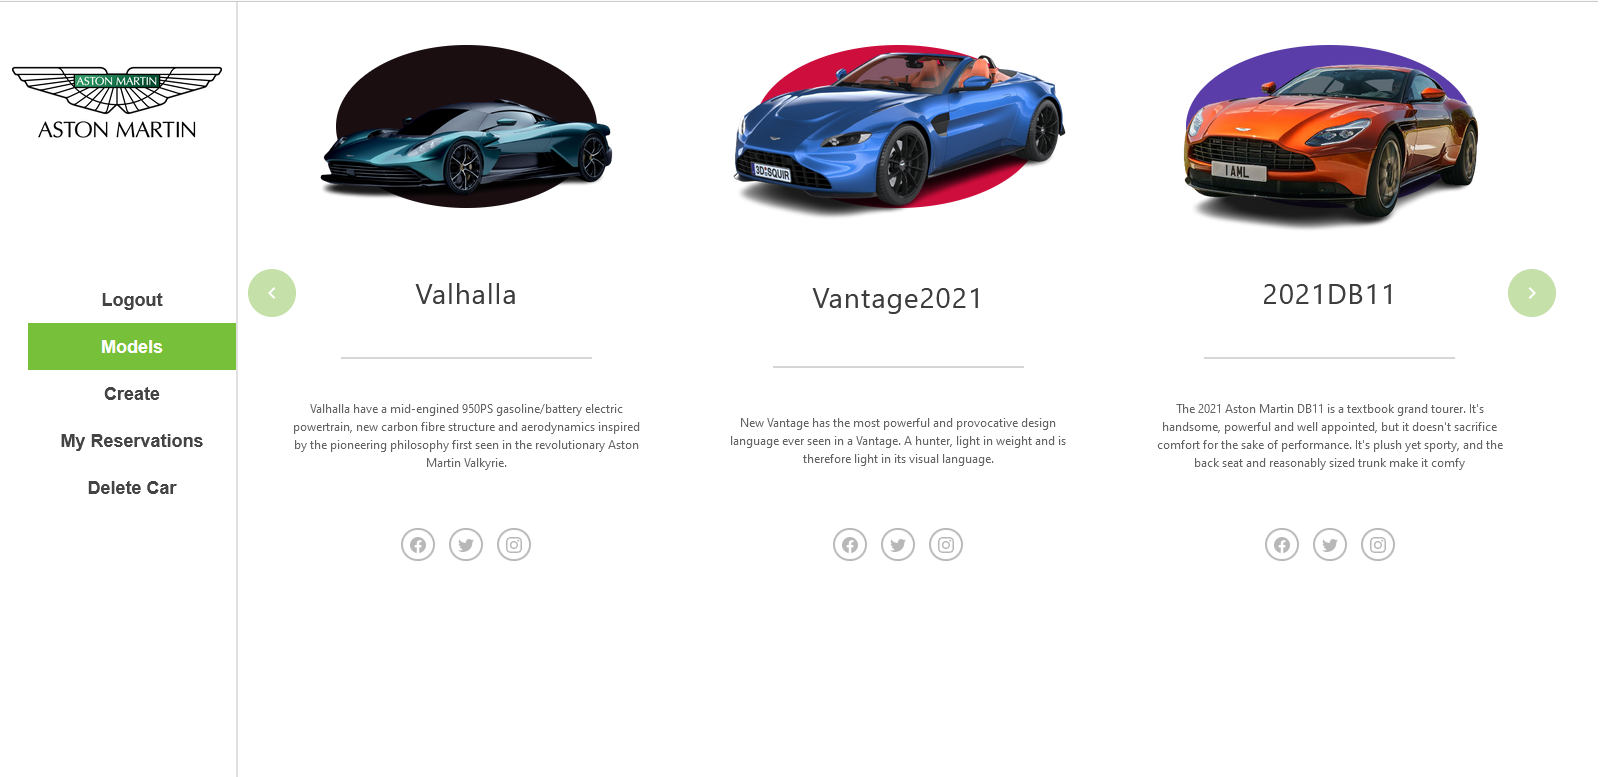 ASTON MARTIN
ASTON MARTIN
Logout
Models
Create
My Reservations
Delete Car
3D:SQUIR
Valhalla
Valhalla have a mid-engined 950PS gasoline/battery electric
powertrain, new carbon fibre structure and aerodynamics inspired
by the pioneering philosophy first seen in the revolutionary Aston
Martin Valkyrie.
Vantage2021
New Vantage has the most powerful and provocative design
language ever seen in a Vantage. A hunter, light in weight and is
therefore light in its visual language.
1 AML
2021DB11
The 2021 Aston Martin DB11 is a textbook grand tourer. It's
handsome, powerful and well appointed, but it doesn't sacrifice
comfort for the sake of performance. It's plush yet sporty, and the
back seat and reasonably sized trunk make it comfy